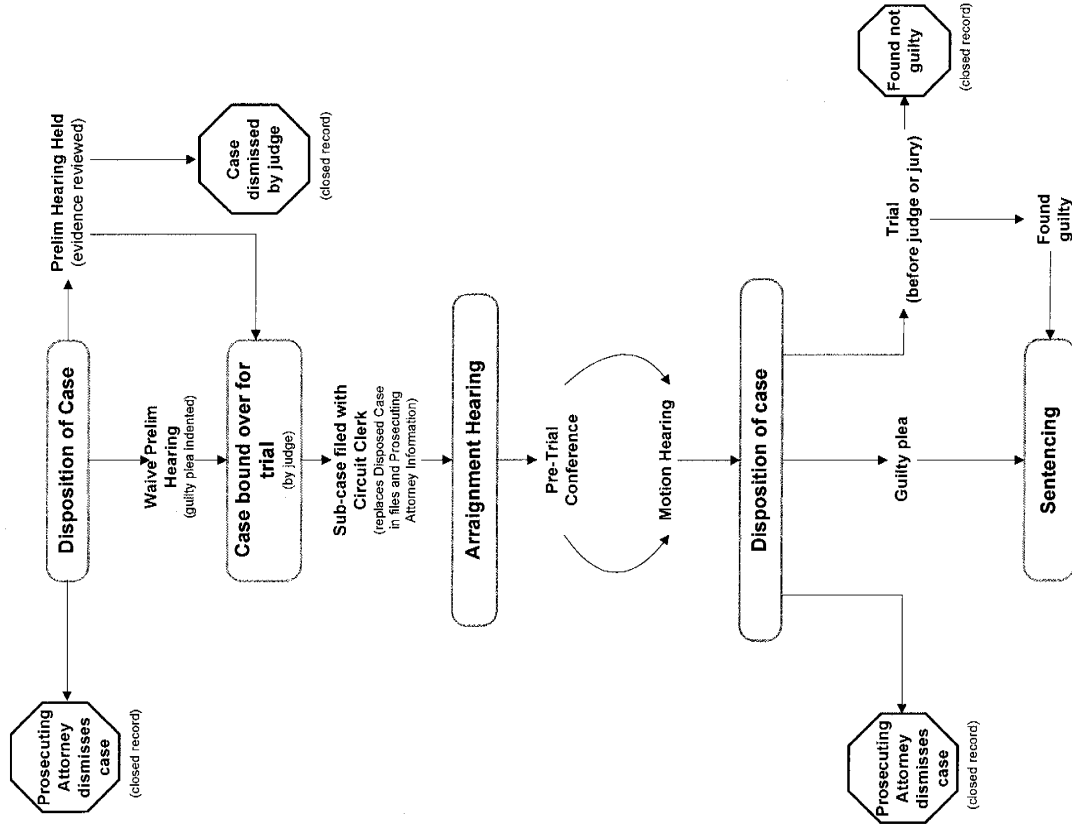 Disposition of Case
Prosecuting
Attorney
dismisses
case
(closed record)
Waive Prelim
Hearing
(guilty plea indented)
Prelim Hearing Held
(evidence reviewed)
Case
dismissed
by judge
(closed record)
Case bound over for
trial
(by judge)
Sub-case filed with
Circuit Clerk
(replaces Disposed Case
in files and Prosecuting
Attorney Information)
Arraignment Hearing
Pre-Trial
Conference
Motion Hearing
Disposition of case
Prosecuting
Attorney
dismisses
case
(closed record)
Guilty plea
Trial
(before judge or jury)
Found not
guilty
(closed record)
Found
guilty
Sentencing